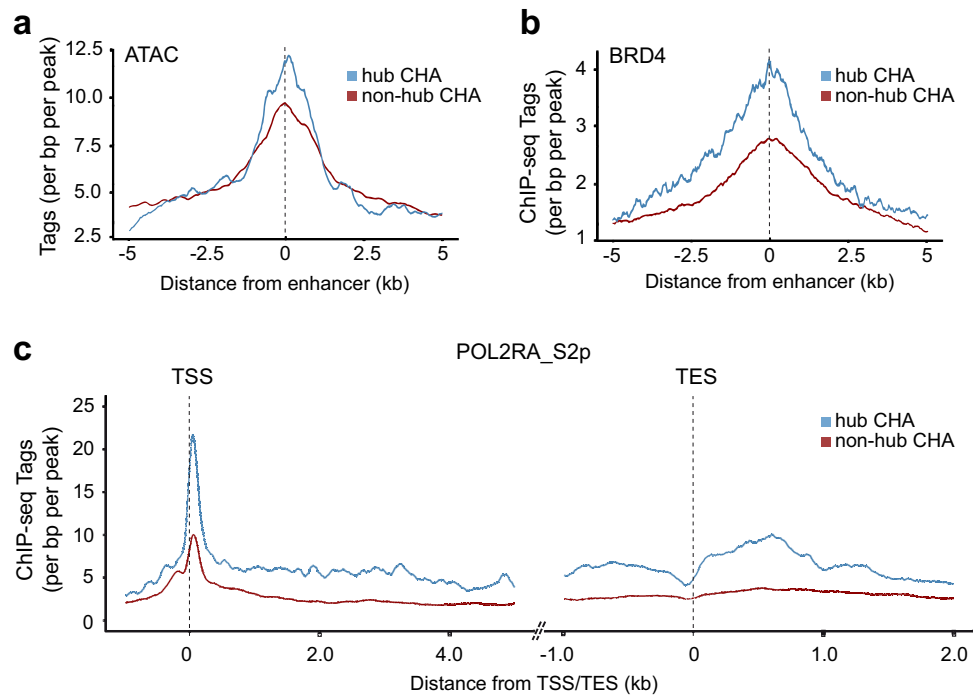 a
ATAC
Tags (per bp per peak)
12.5
10.0
7.5
5.0
2.5
hub CHA
non-hub CHA
-5
-2.5
0
2.5
5
Distance from enhancer (kb)
b
BRD4
ChIP-seq Tags
(per bp per peak)
4
3
2
1
hub CHA
non-hub CHA
-5
-2.5
0
2.5
5
Distance from enhancer (kb)
c
POL2RA_S2p
TSS
TES
ChIP-seq Tags
(per bp per peak)
25
20
15
10
5
0
hub CHA
non-hub CHA
0
2.0
4.0
-1.0
0
1.0
2.0
Distance from TSS/TES (kb)